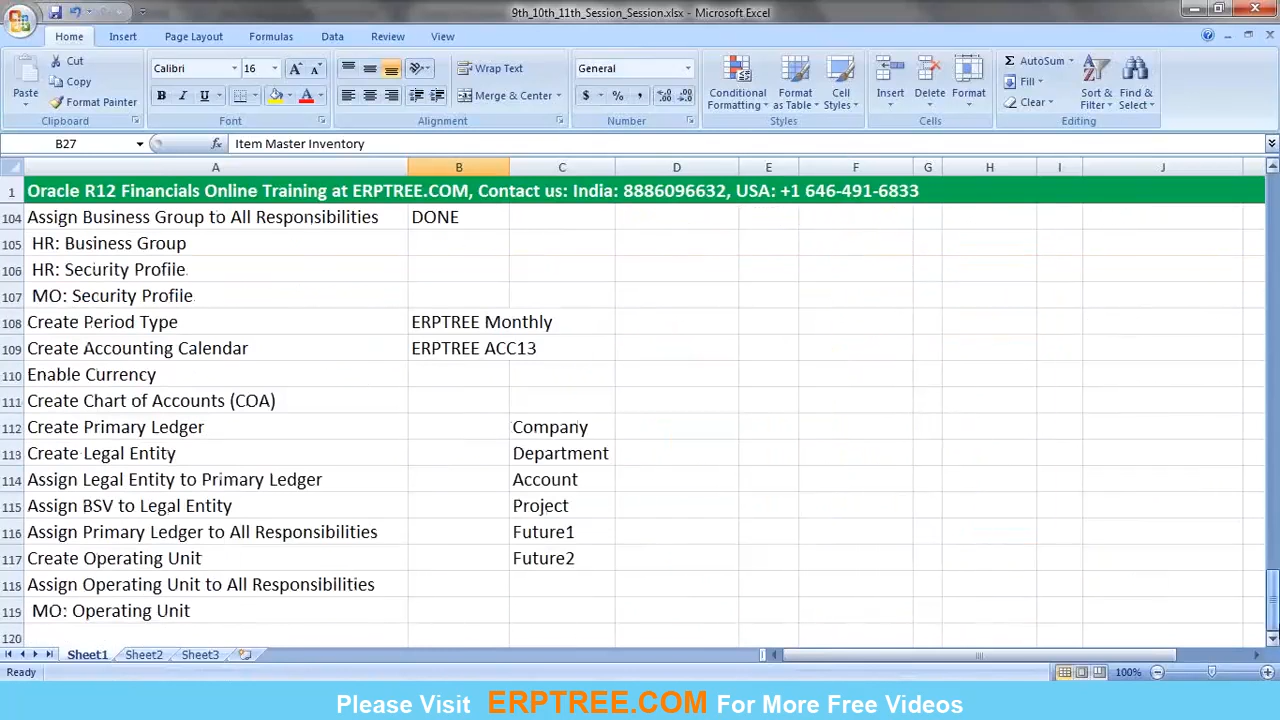 9th_10th_11th_Session_Session.xlsx - Microsoft Excel
Home Insert Page Layout Formulas Data Review View
Paste Cut Copy Format Painter Clipboard
Calibri 16 A A B I U A Font
Wrap Text Merge & Center Alignment
General $ % , Number
Conditional Formatting Format as Table Cell Styles Styles
Insert Delete Format Cells
Σ AutoSum Fill Clear Sort & Filter Find & Select Editing
B27 fx Item Master Inventory
A B C D E F G H I J
1 Oracle R12 Financials Online Training at ERPTREE.COM, Contact us: India: 8886096632, USA: +1 646-491-6833
104 Assign Business Group to All Responsibilities DONE
105 HR: Business Group
106 HR: Security Profile
107 MO: Security Profile
108 Create Period Type ERPTREE Monthly
109 Create Accounting Calendar ERPTREE ACC13
110 Enable Currency
111 Create Chart of Accounts (COA)
112 Create Primary Ledger Company
113 Create Legal Entity Department
114 Assign Legal Entity to Primary Ledger Account
115 Assign BSV to Legal Entity Project
116 Assign Primary Ledger to All Responsibilities Future1
117 Create Operating Unit Future2
118 Assign Operating Unit to All Responsibilities
119 MO: Operating Unit
120
Sheet1 Sheet2 Sheet3
Ready 100%
Please Visit ERPTREE.COM For More Free Videos